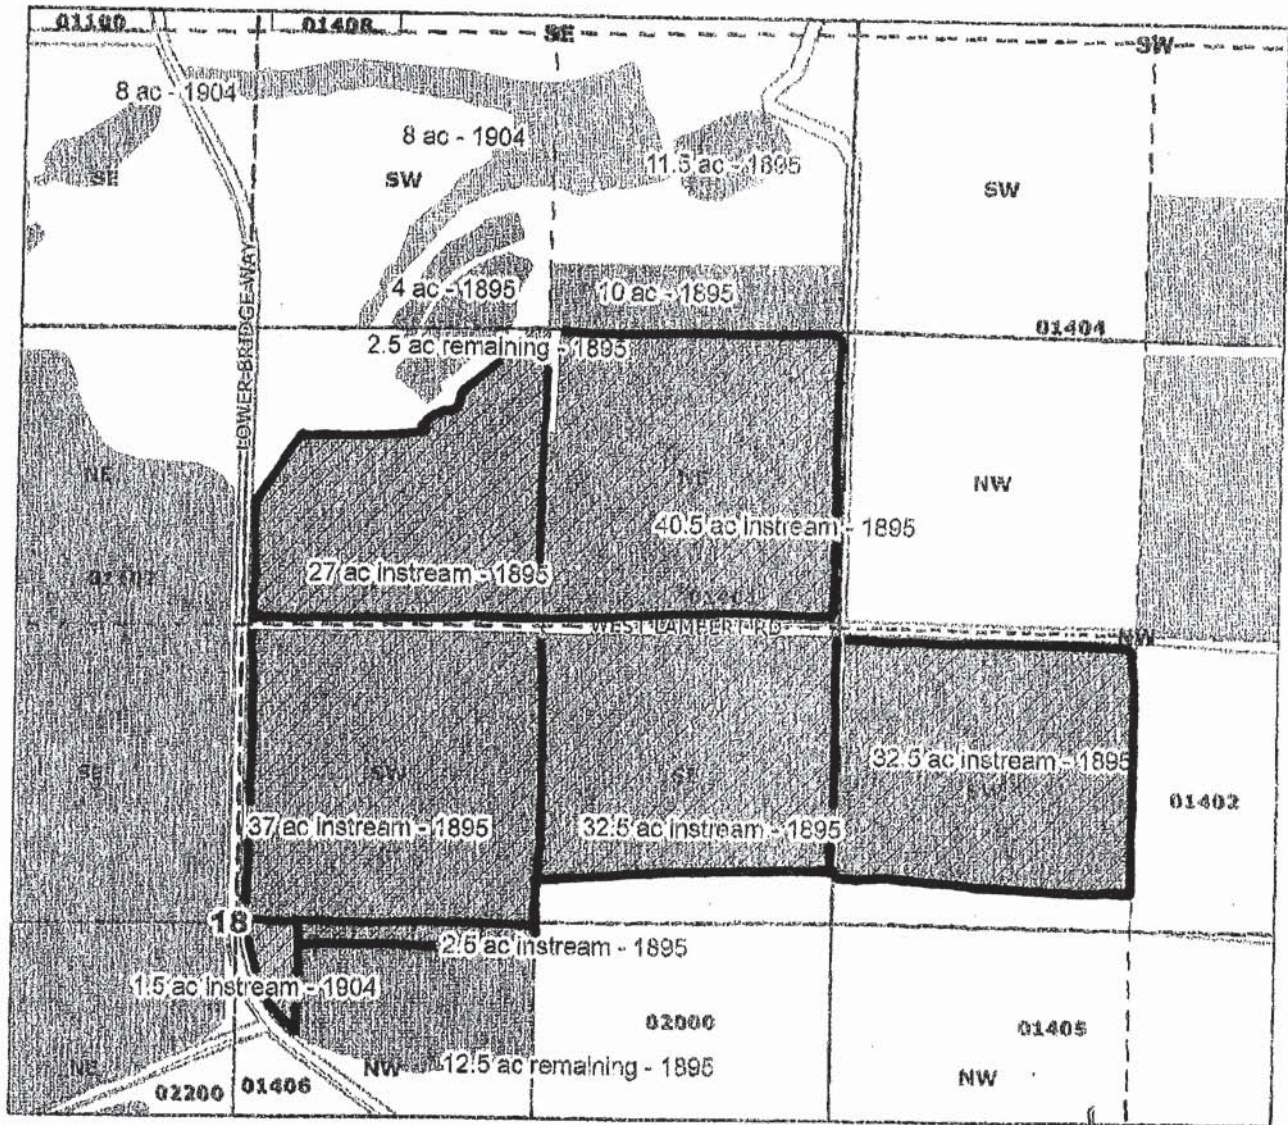 01100
01408
SE
SW
8 ac - 1904
8 ac - 1904
11.5 ac - 1895
SE
SW
SW
LOWER BRIDGE WAY
4 ac - 1895
10 ac - 1895
01404
2.5 ac remaining - 1895
NE
NE
NW
40.5 ac instream - 1895
27 ac instream - 1895
WEST LAMBERT RD
NW
SE
SW
SE
32.5 ac instream - 1895
SW
01402
37 ac instream - 1895
32.5 ac instream - 1895
18
2.5 ac instream - 1895
1.5 ac instream - 1904
02000
01405
NE
NW
12.5 ac remaining - 1895
NW
02200
01406